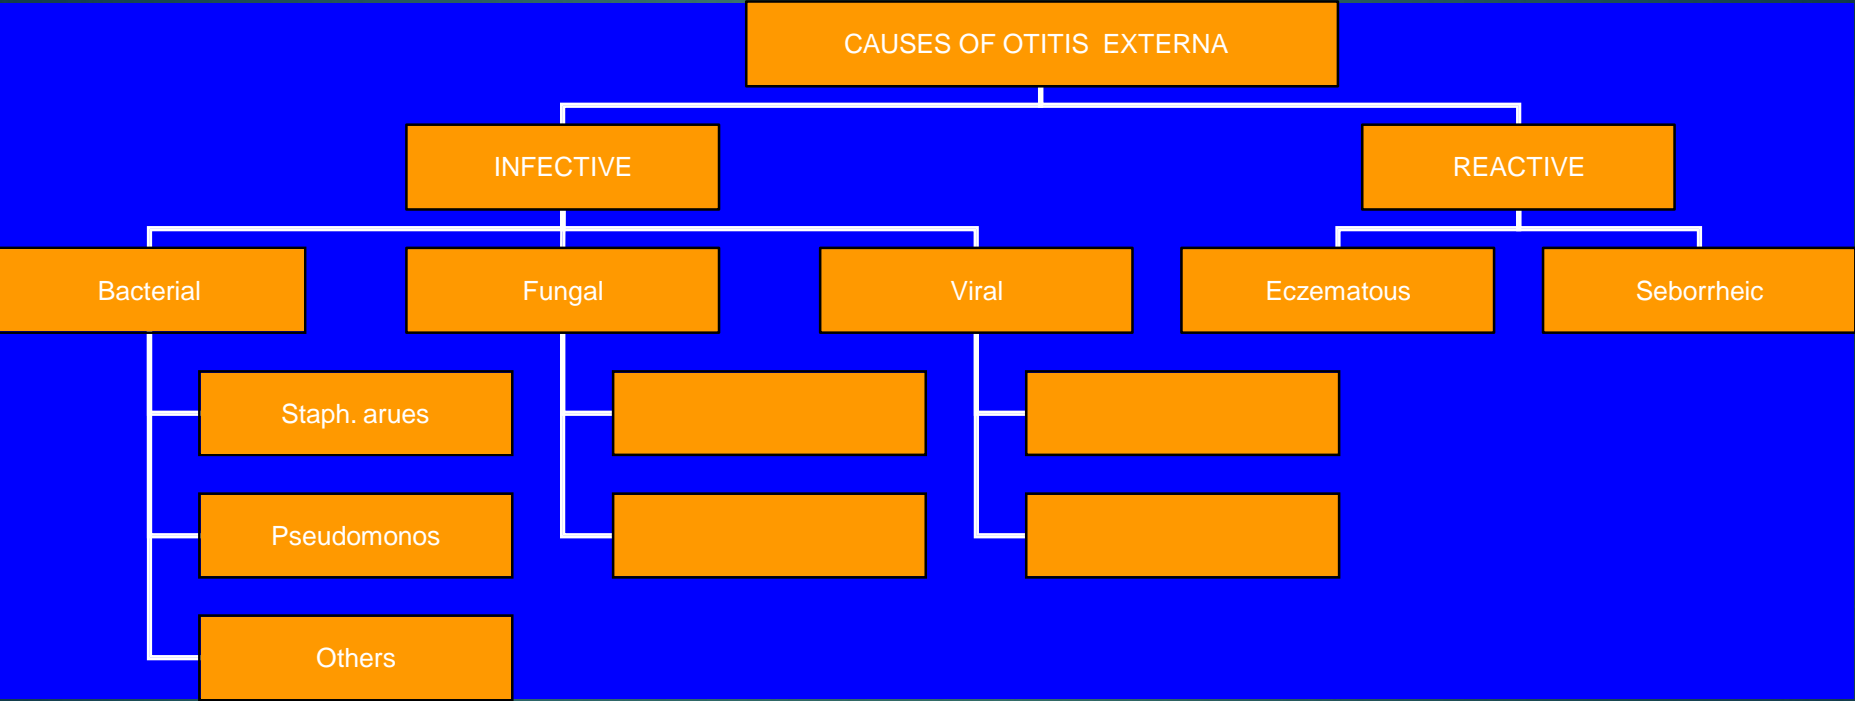 CAUSES OF OTITIS EXTERNA
INFECTIVE
REACTIVE
Bacterial
Fungal
Viral
Eczematous
Seborrheic
Staph. arues
Pseudomonos
Others